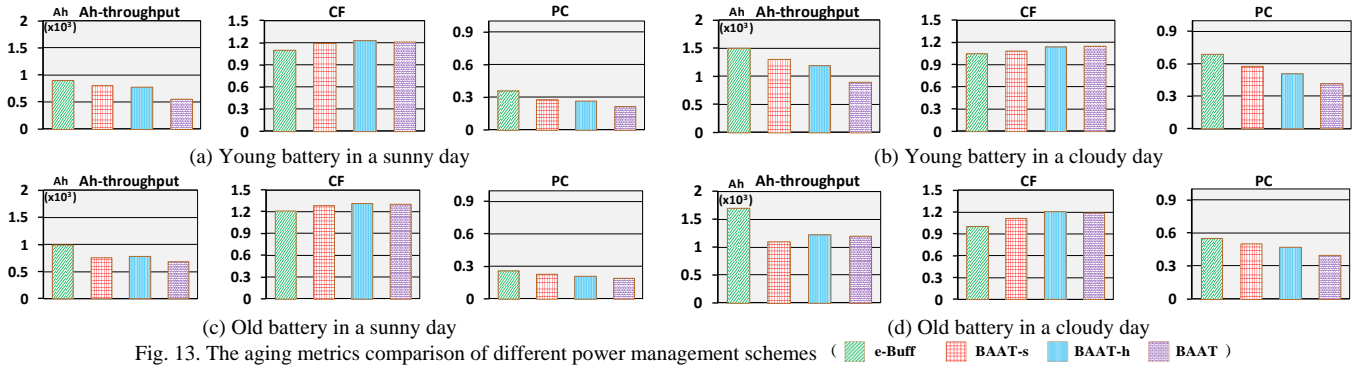 Ah Ah-throughput
(x10³)
2
1.5
1
0.5
0
CF
1.5
1.2
0.9
0.6
0.3
0
PC
0.9
0.6
0.3
0
(a) Young battery in a sunny day
Ah Ah-throughput
(x10³)
2
1.5
1
0.5
0
CF
1.5
1.2
0.9
0.6
0.3
0
PC
0.9
0.6
0.3
0
(b) Young battery in a cloudy day
Ah Ah-throughput
(x10³)
2
1.5
1
0.5
0
CF
1.5
1.2
0.9
0.6
0.3
0
PC
0.9
0.6
0.3
0
(c) Old battery in a sunny day
Ah Ah-throughput
(x10³)
2
1.5
1
0.5
0
CF
1.5
1.2
0.9
0.6
0.3
0
PC
0.9
0.6
0.3
0
(d) Old battery in a cloudy day
Fig. 13. The aging metrics comparison of different power management schemes ( e-Buff BAAT-s BAAT-h BAAT )